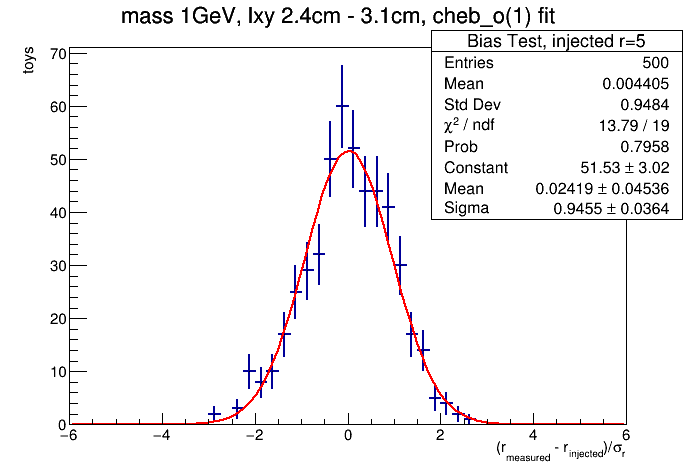 mass 1GeV, lxy 2.4cm - 3.1cm, cheb_o(1) fit
Bias Test, injected r=5
Entries 500
Mean 0.004405
Std Dev 0.9484
χ² / ndf 13.79 / 19
Prob 0.7958
Constant 51.53 ± 3.02
Mean 0.02419 ± 0.04536
Sigma 0.9455 ± 0.0364
toys
70
60
50
40
30
20
10
0
−6 −4 −2 0 2 4 6
(r_measured - r_injected)/σ_r